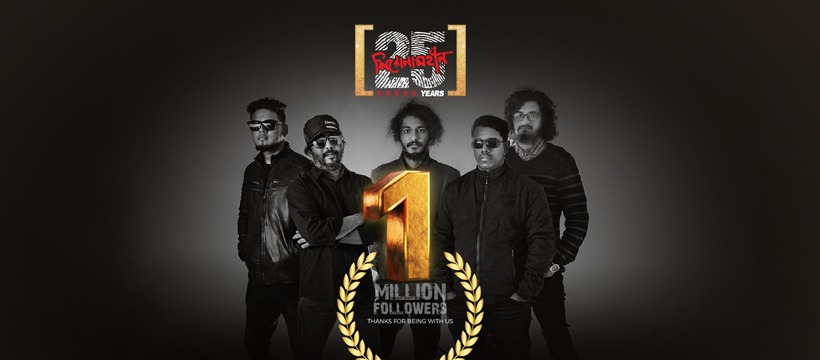 25
শিরোনামহীন
YEARS
1
MILLION
FOLLOWERS
THANKS FOR BEING WITH US